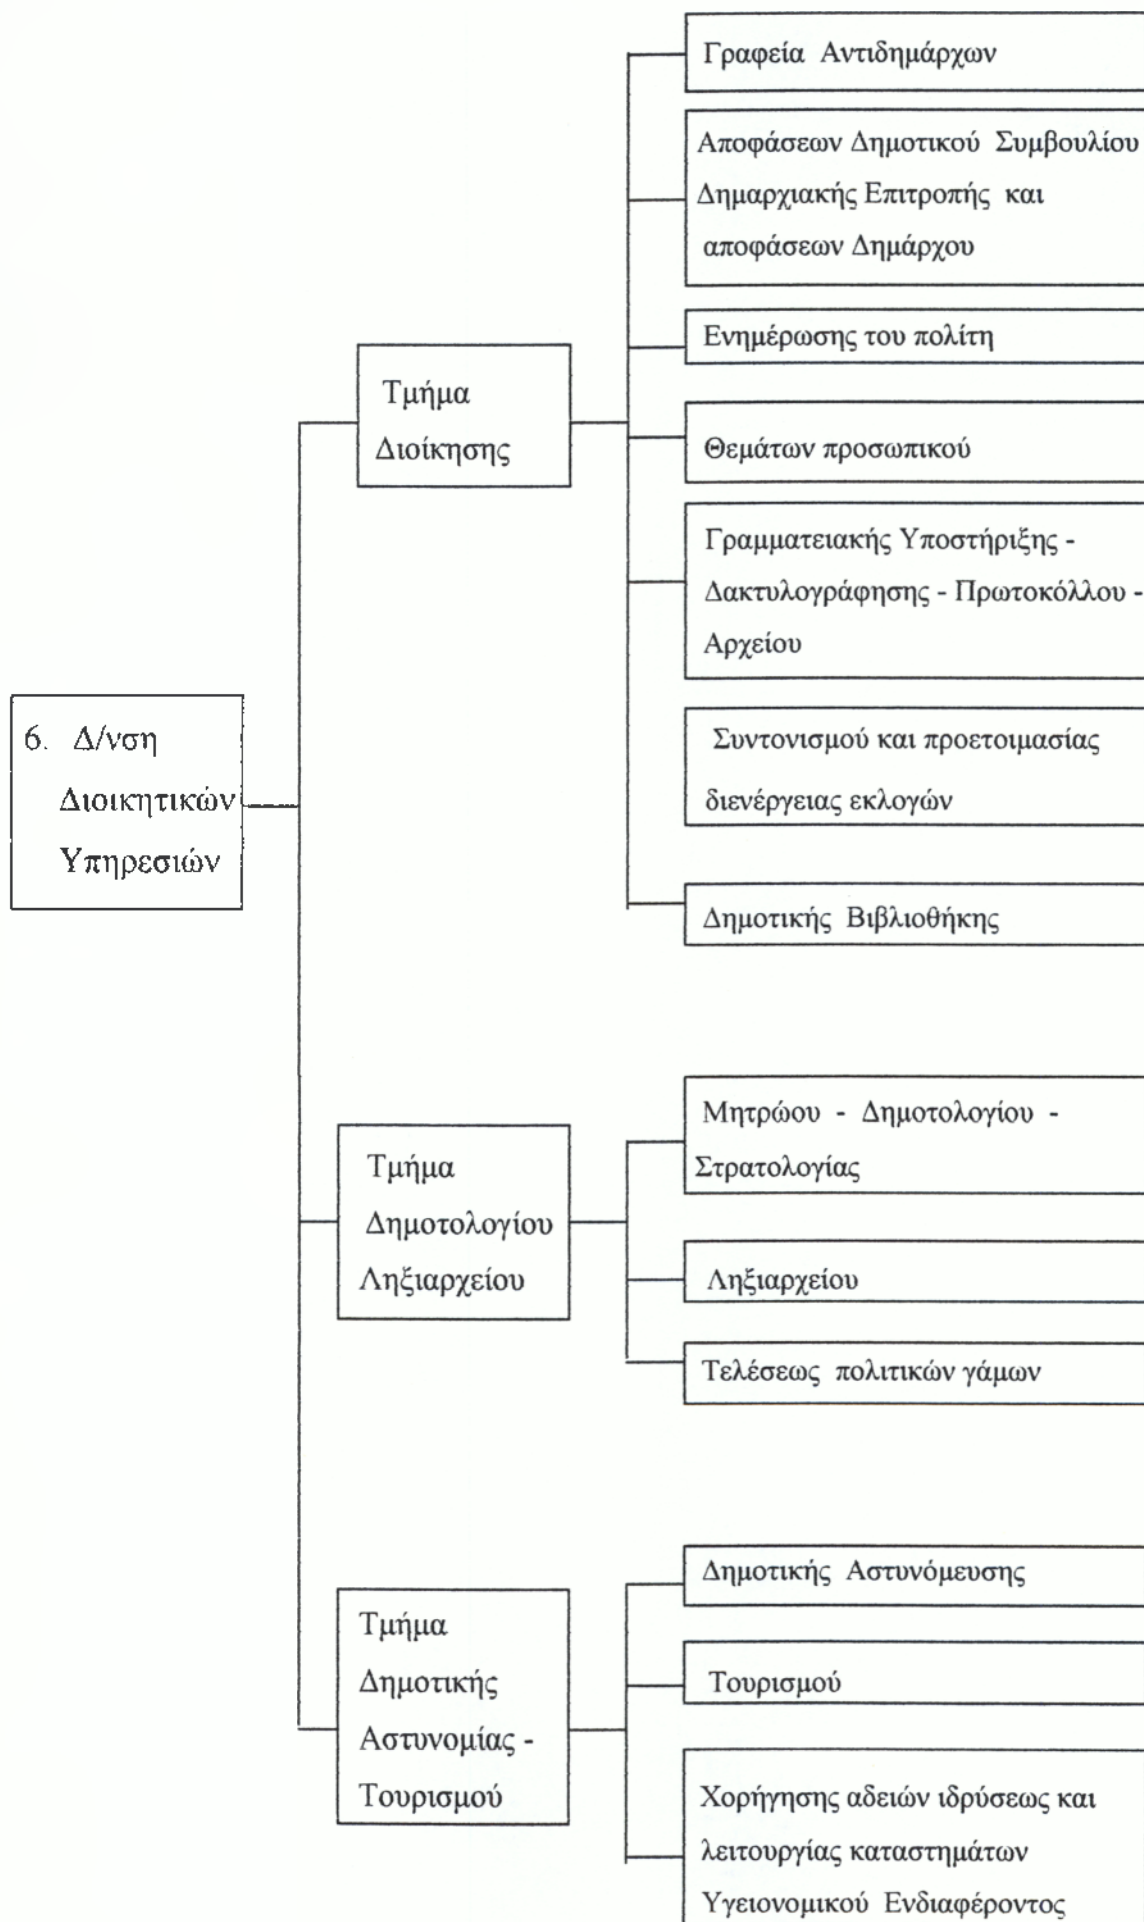 Γραφεία Αντιδημάρχων
Αποφάσεων Δημοτικού Συμβουλίου
Δημαρχιακής Επιτροπής και
αποφάσεων Δημάρχου
Ενημέρωσης του πολίτη
Τμήμα
Διοίκησης
Θεμάτων προσωπικού
Γραμματειακής Υποστήριξης -
Δακτυλογράφησης - Πρωτοκόλλου -
Αρχείου
6. Δ/νση
Διοικητικών
Υπηρεσιών
Συντονισμού και προετοιμασίας
διενέργειας εκλογών
Δημοτικής Βιβλιοθήκης
Τμήμα
Δημοτολογίου
Ληξιαρχείου
Μητρώου - Δημοτολογίου -
Στρατολογίας
Ληξιαρχείου
Τελέσεως πολιτικών γάμων
Τμήμα
Δημοτικής
Αστυνομίας -
Τουρισμού
Δημοτικής Αστυνόμευσης
Τουρισμού
Χορήγησης αδειών ιδρύσεως και
λειτουργίας καταστημάτων
Υγειονομικού Ενδιαφέροντος